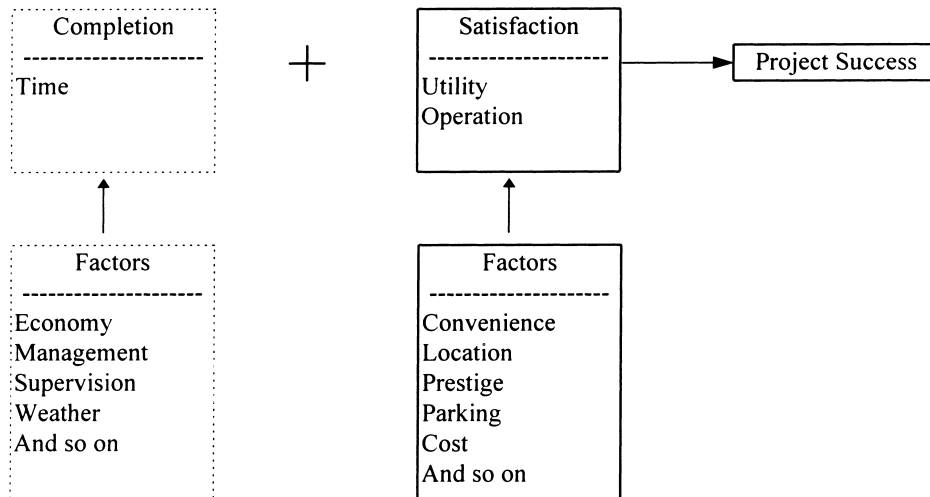 Completion
Time
+
Satisfaction
Utility
Operation
Project Success
Factors
Economy
Management
Supervision
Weather
And so on
Factors
Convenience
Location
Prestige
Parking
Cost
And so on